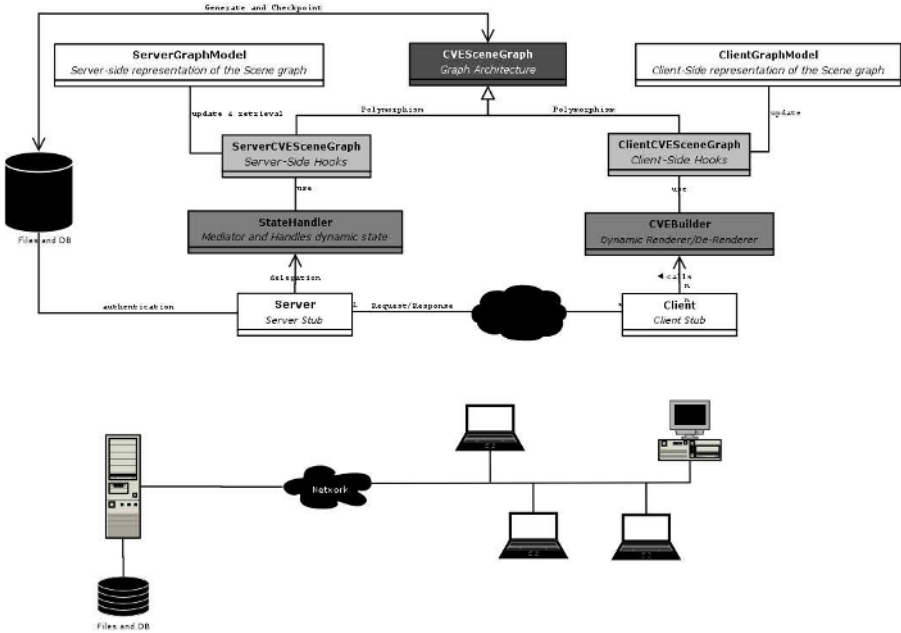 Generate and Checkpoint
ServerGraphModel
Server-side representation of the Scene graph
CVESceneGraph
Graph Architecture
ClientGraphModel
Client-Side representation of the Scene graph
update & retrieval
Polymorphism
Polymorphism
update
ServerCVESceneGraph
Server-Side Hooks
ClientCVESceneGraph
Client-Side Hooks
use
use
StateHandler
Mediator and Handles dynamic state
CVEBuilder
Dynamic Renderer/De-Renderer
Files and DB
delegation
◄ calls
n
n
authentication
Server
Server Stub
1
Request/Response
*
Client
Client Stub
Network
Files and DB